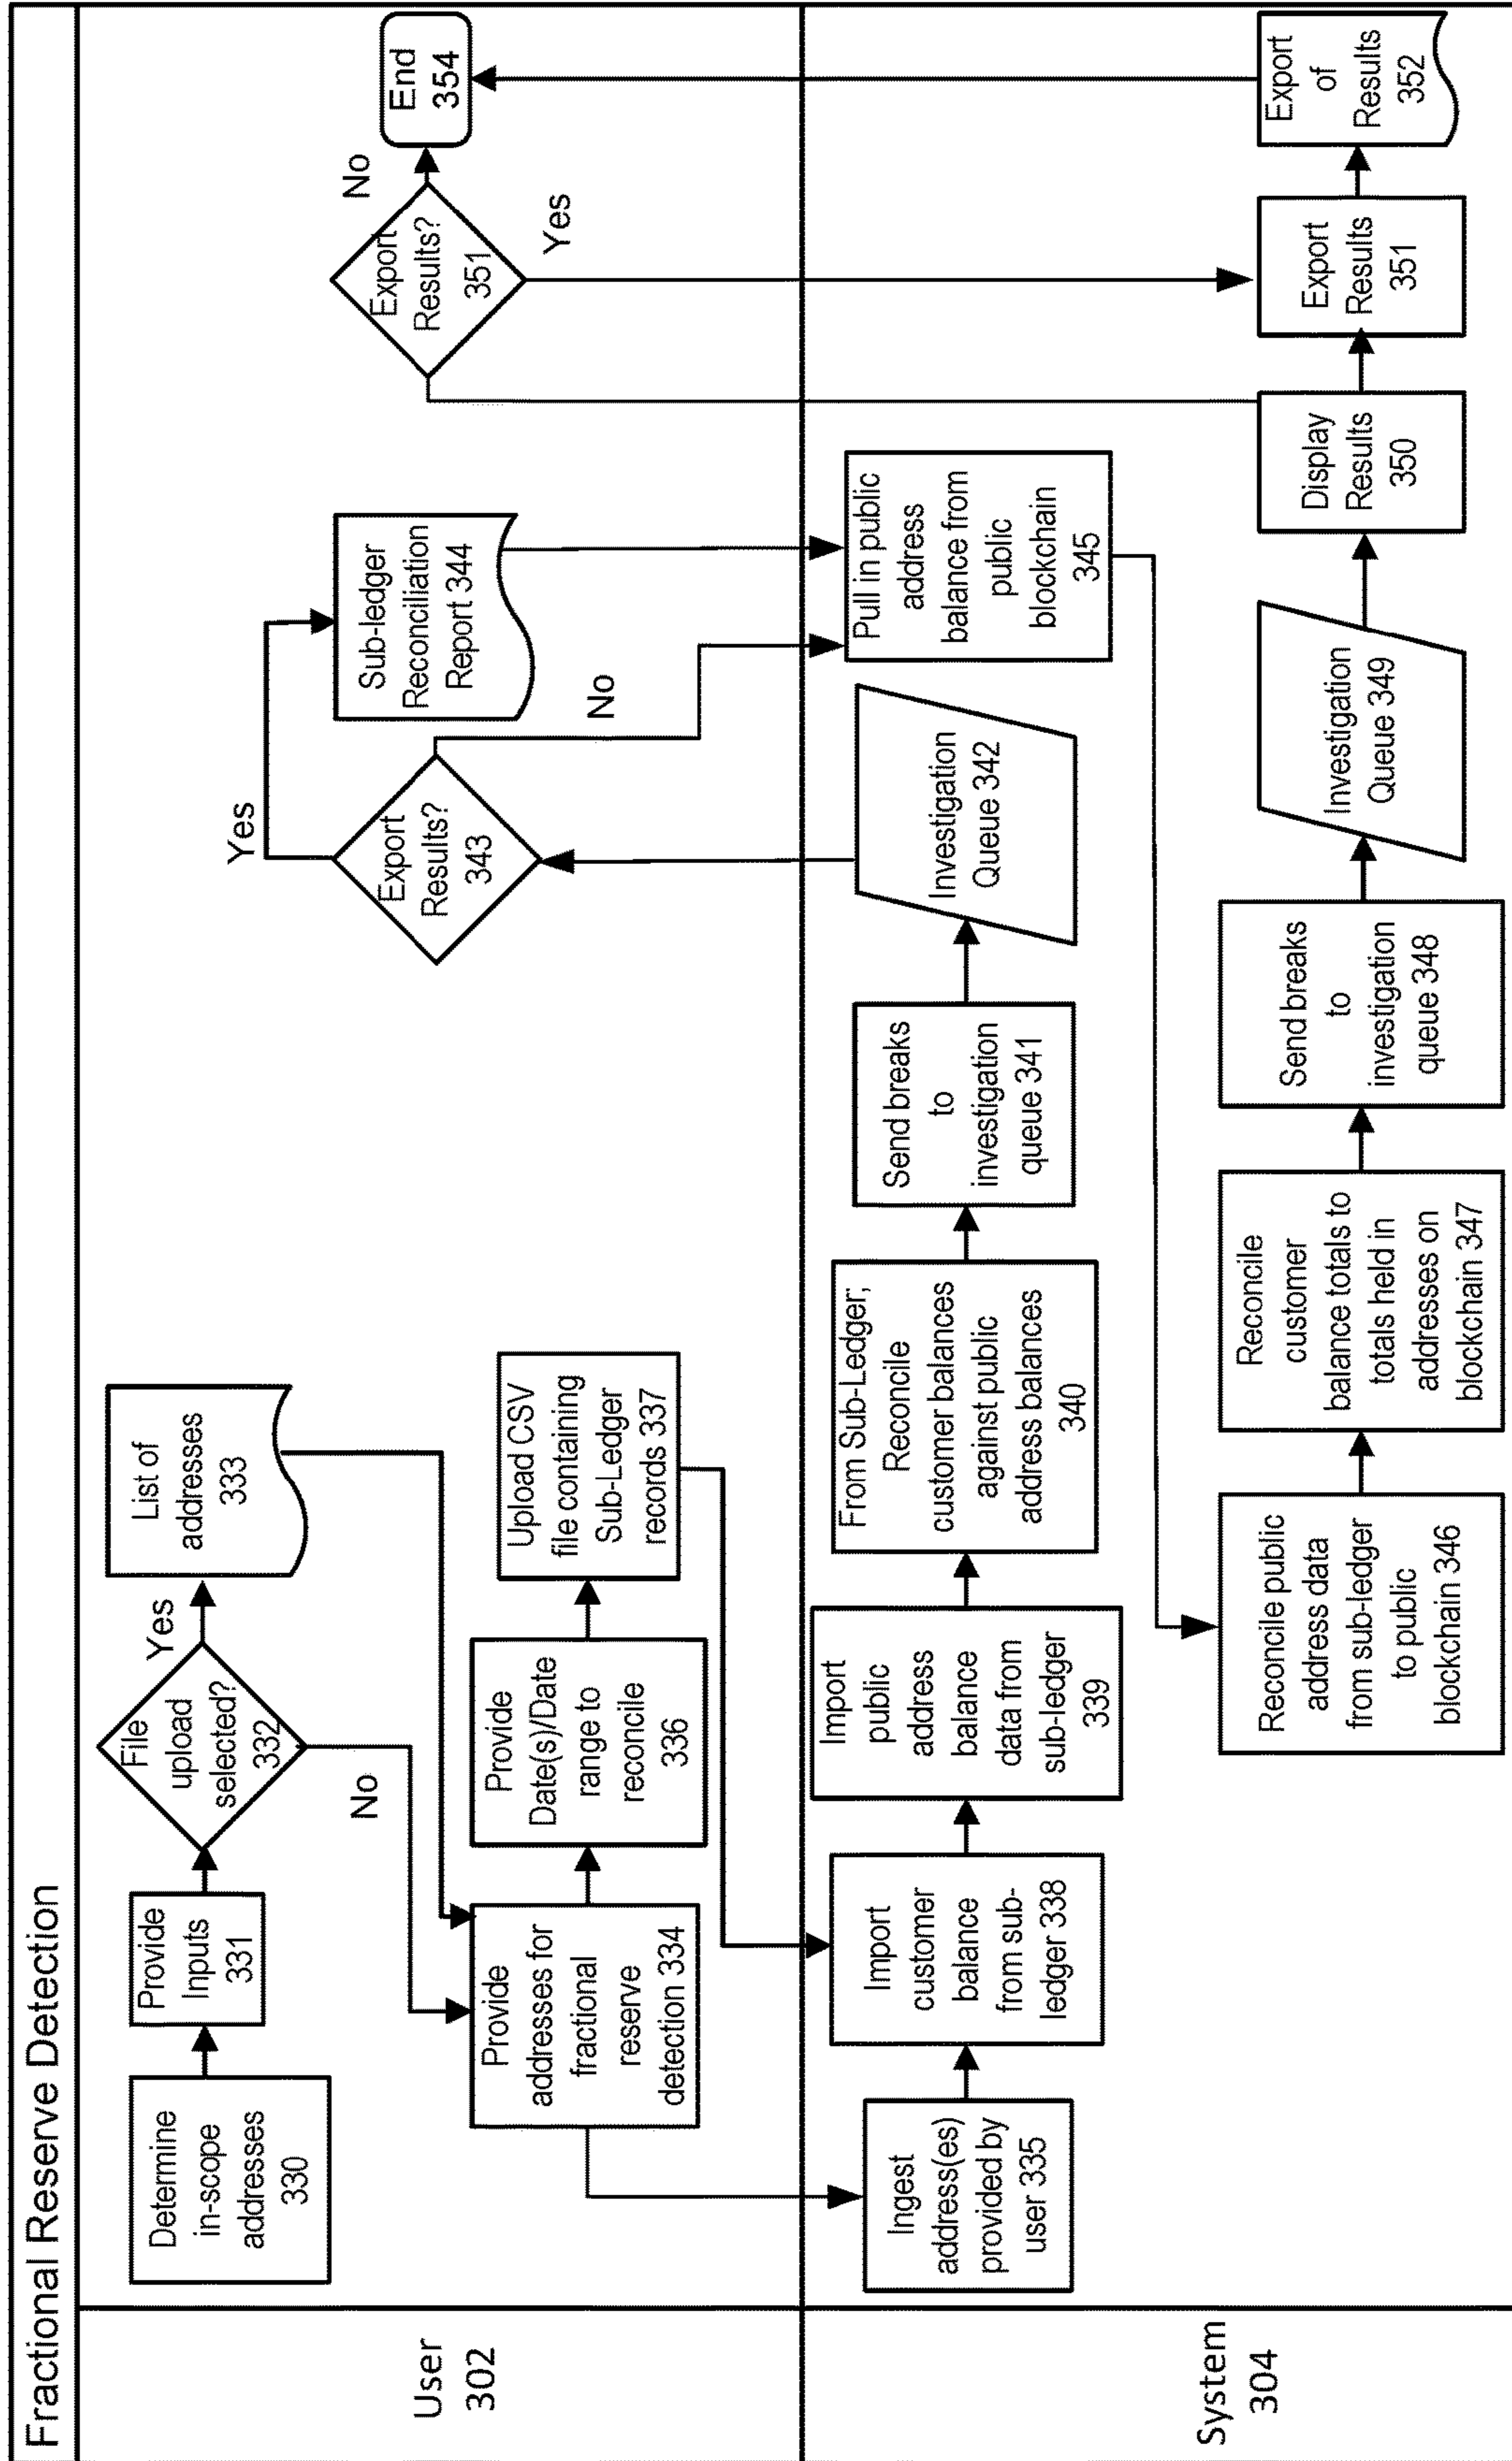 Fractional Reserve Detection
User
302
Determine
in-scope
addresses
330
Provide
Inputs
331
File
upload
selected?
332
Yes
No
List of
addresses
333
Provide
addresses for
fractional
reserve
detection 334
Provide
Date(s)/Date
range to
reconcile
336
Upload CSV
file containing
Sub-Ledger
records 337
Export
Results?
343
Yes
No
Sub-ledger
Reconciliation
Report 344
Export
Results?
351
No
Yes
End
354
System
304
Ingest
address(es)
provided by
user 335
Import
customer
balance
from sub-
ledger 338
Import
public
address
balance
data from
sub-ledger
339
From Sub-Ledger;
Reconcile
customer balances
against public
address balances
340
Send breaks
to
investigation
queue 341
Investigation
Queue 342
Pull in public
address
balance from
public
blockchain
345
Reconcile public
address data
from sub-ledger
to public
blockchain 346
Reconcile
customer
balance totals to
totals held in
addresses on
blockchain 347
Send breaks
to
investigation
queue 348
Investigation
Queue 349
Display
Results
350
Export
Results
351
Export
of
Results
352